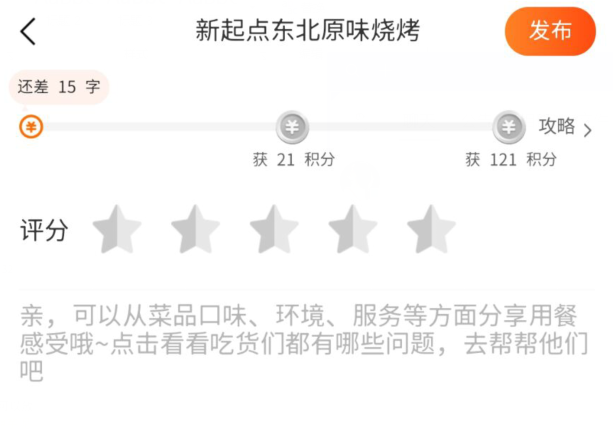 新起点东北原味烧烤
发布
还差 15 字
攻略
获 21 积分
获 121 积分
评分
亲，可以从菜品口味、环境、服务等方面分享用餐
感受哦~点击看看吃货们都有哪些问题，去帮帮他们
吧